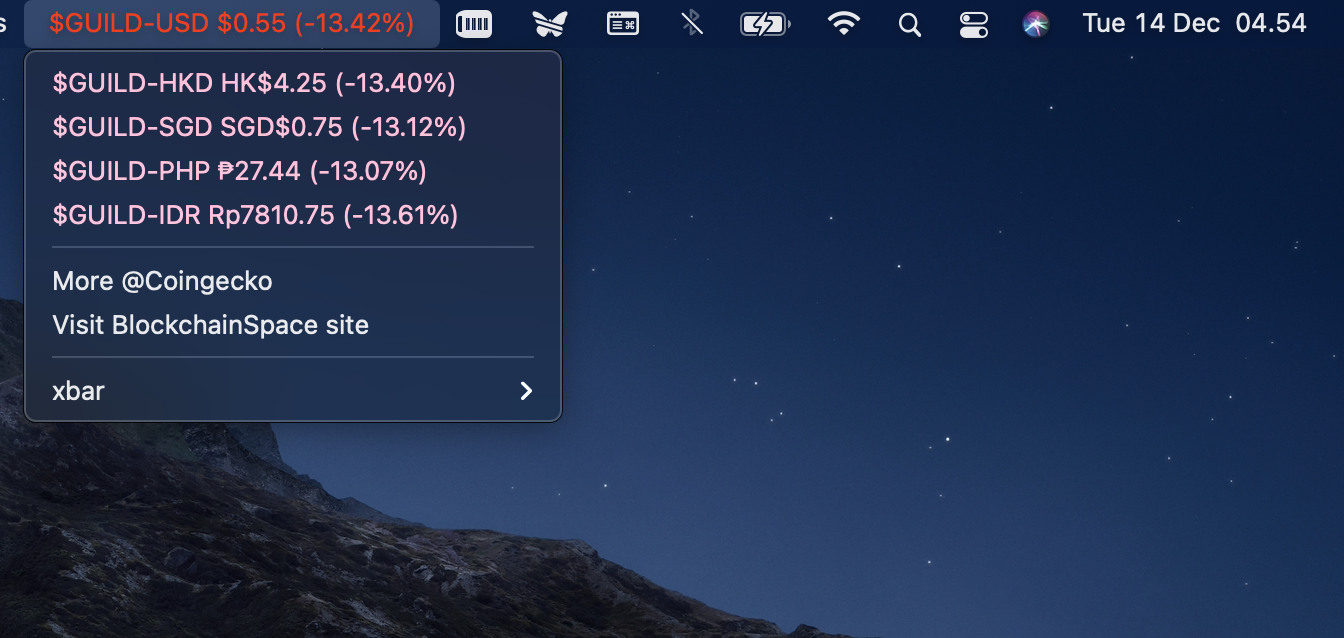 s $GUILD-USD $0.55 (-13.42%) Tue 14 Dec 04.54
$GUILD-HKD HK$4.25 (-13.40%)
$GUILD-SGD SGD$0.75 (-13.12%)
$GUILD-PHP ₱27.44 (-13.07%)
$GUILD-IDR Rp7810.75 (-13.61%)
More @Coingecko
Visit BlockchainSpace site
xbar